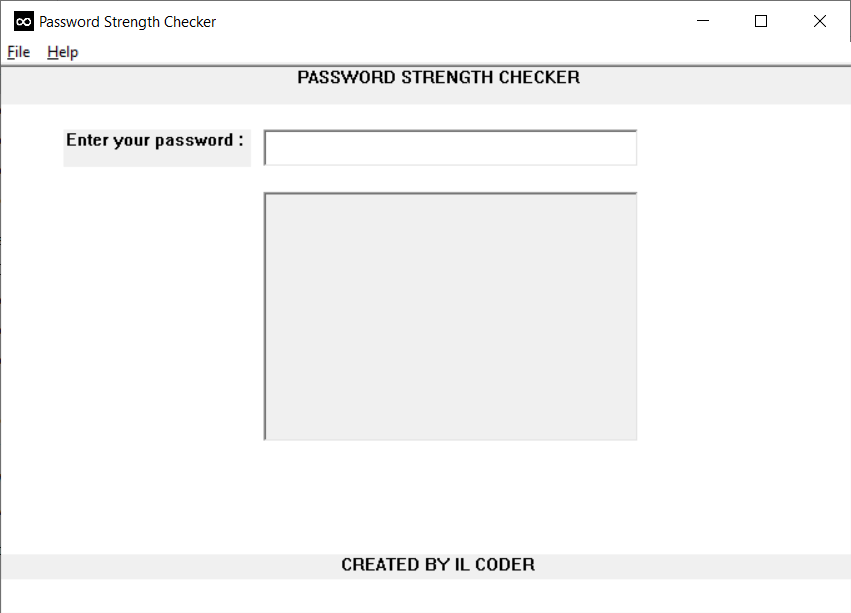 Password Strength Checker
File Help
PASSWORD STRENGTH CHECKER
Enter your password :
CREATED BY IL CODER